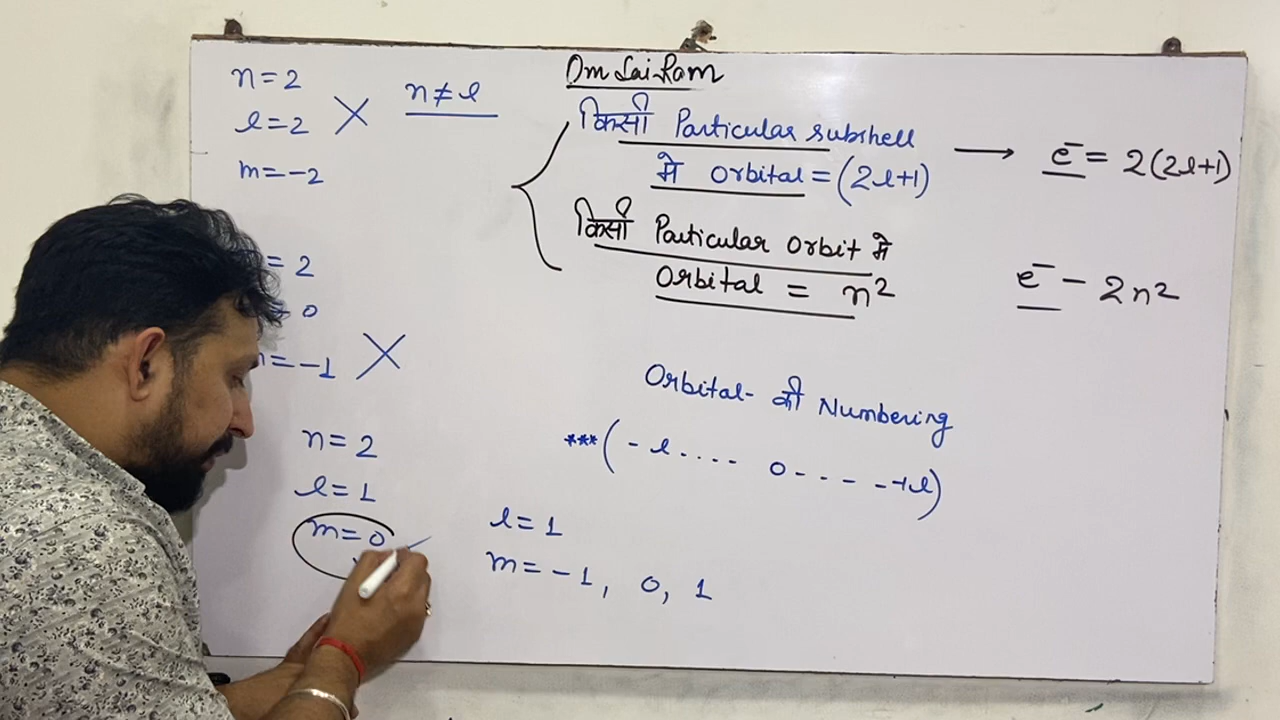 Om Sai Ram
n = 2
l = 2
m = -2
n ≠ l
= 2
= 0
m = -1
n = 2
l = 1
m = 0
किसी Particular subshell
मे orbital = (2l+1)
→ e⁻ = 2(2l+1)
किसी Particular orbit मे
Orbital = n²
e⁻ - 2n²
Orbital- की Numbering
***( - l .... 0 - - - - +l)
l = 1
m = -1, 0, 1